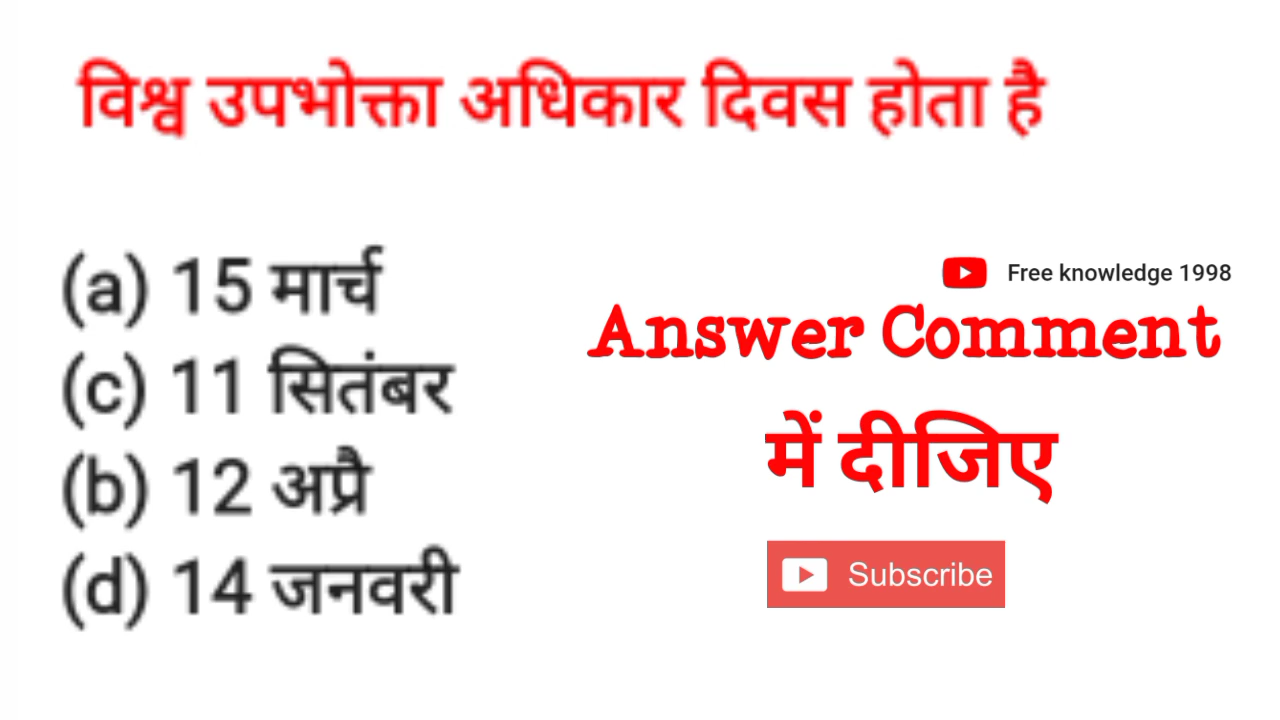 विश्व उपभोक्ता अधिकार दिवस होता है
(a) 15 मार्च
(c) 11 सितंबर
(b) 12 अप्रै
(d) 14 जनवरी
Free knowledge 1998
Answer Comment
में दीजिए
Subscribe